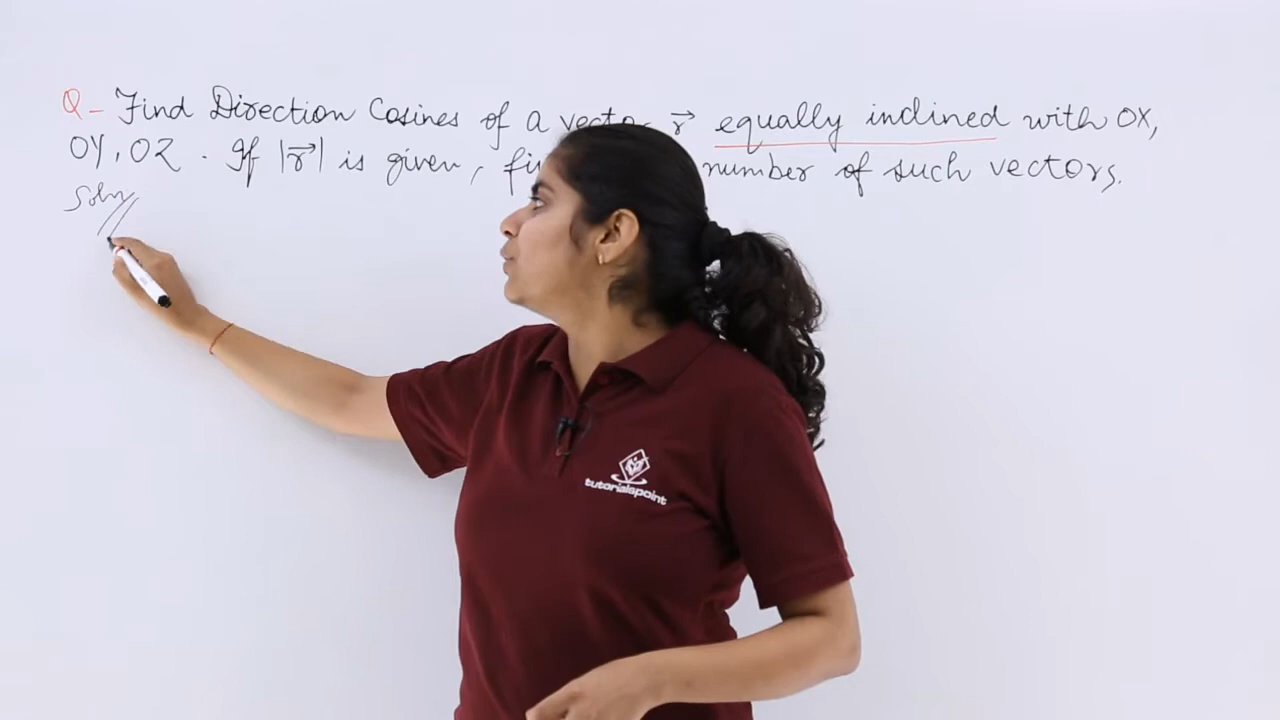 Q- Find Direction Cosines of a vector r⃗ equally inclined with OX,
OY, OZ. If |r⃗| is given, number of such vectors.
Soln
tutorialspoint